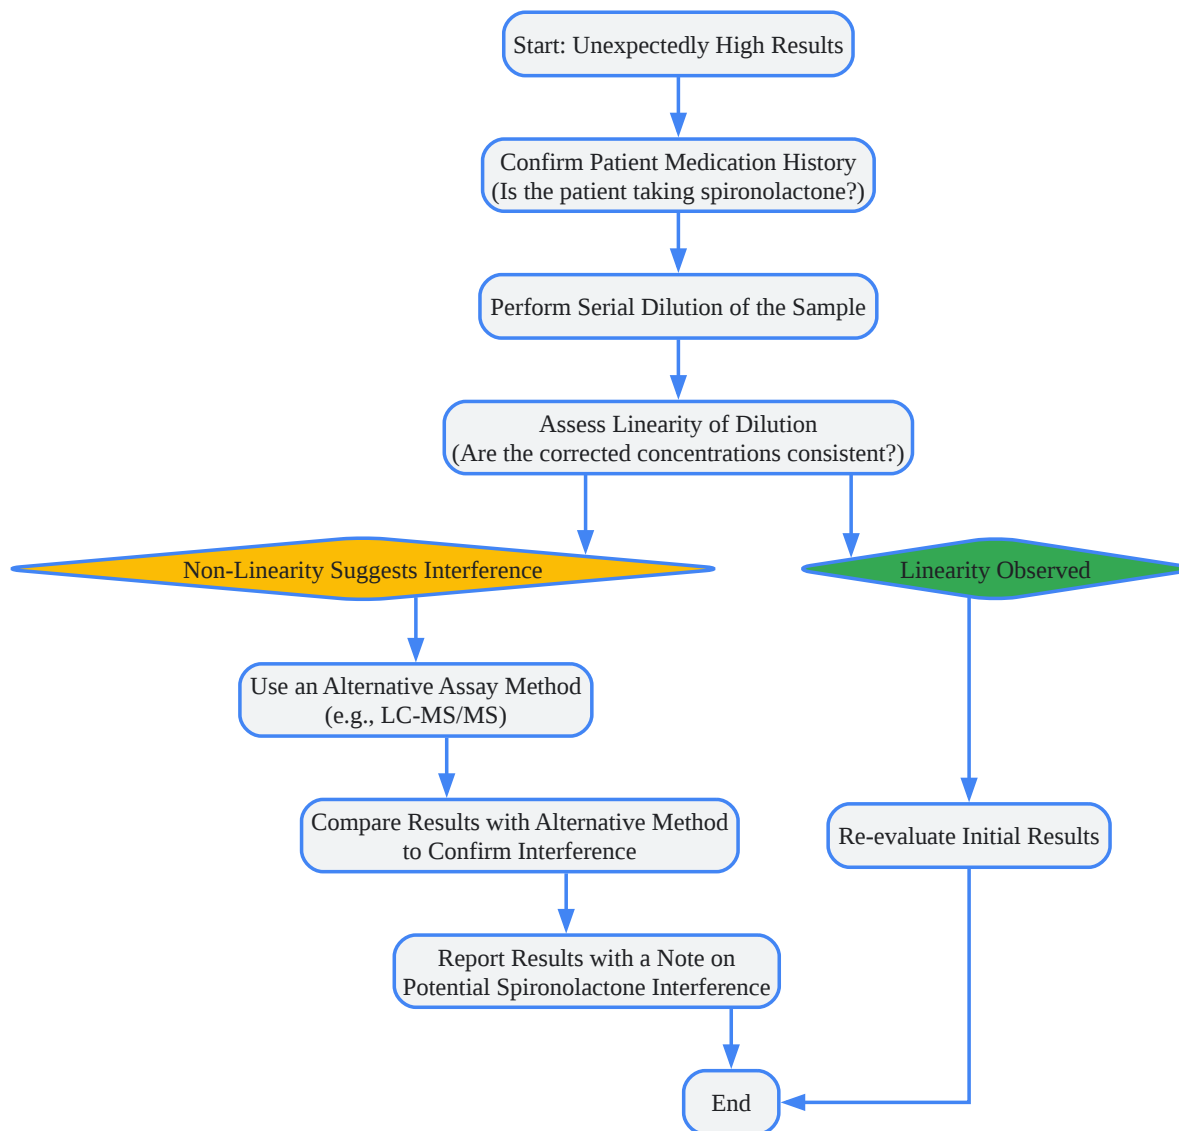 Start: Unexpectedly High Results
Confirm Patient Medication History
(Is the patient taking spironolactone?)
Perform Serial Dilution of the Sample
Assess Linearity of Dilution
(Are the corrected concentrations consistent?)
Non-Linearity Suggests Interference
Linearity Observed
Use an Alternative Assay Method
(e.g., LC-MS/MS)
Compare Results with Alternative Method
to Confirm Interference
Re-evaluate Initial Results
Report Results with a Note on
Potential Spironolactone Interference
End